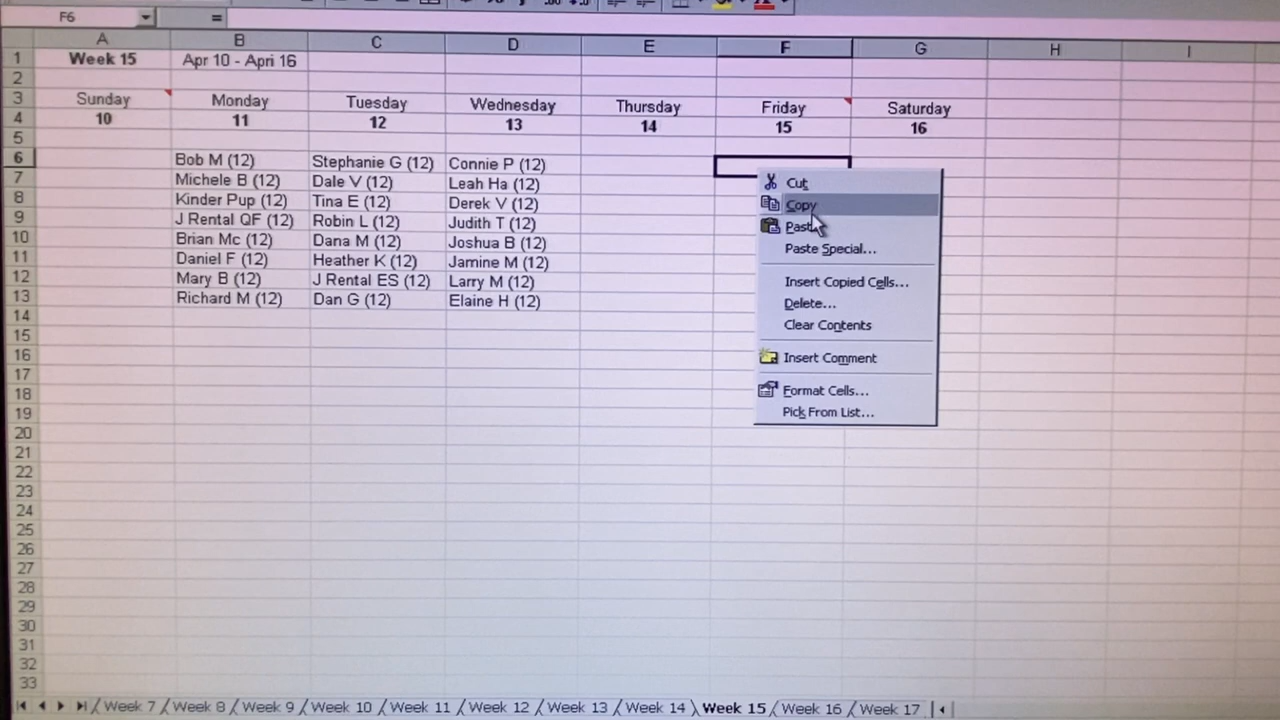 F6 =
A B C D E F G H I
1 Week 15 Apr 10 - Apri 16
2
3 Sunday Monday Tuesday Wednesday Thursday Friday Saturday
4 10 11 12 13 14 15 16
5
6 Bob M (12) Stephanie G (12) Connie P (12)
7 Michele B (12) Dale V (12) Leah Ha (12)
8 Kinder Pup (12) Tina E (12) Derek V (12)
9 J Rental QF (12) Robin L (12) Judith T (12)
10 Brian Mc (12) Dana M (12) Joshua B (12)
11 Daniel F (12) Heather K (12) Jamine M (12)
12 Mary B (12) J Rental ES (12) Larry M (12)
13 Richard M (12) Dan G (12) Elaine H (12)
14
15
16
17
18
19
20
21
22
23
24
25
26
27
28
29
30
31
32
33
Cut
Copy
Paste
Paste Special...
Insert Copied Cells...
Delete...
Clear Contents
Insert Comment
Format Cells...
Pick From List...
Week 7 Week 8 Week 9 Week 10 Week 11 Week 12 Week 13 Week 14 Week 15 Week 16 Week 17